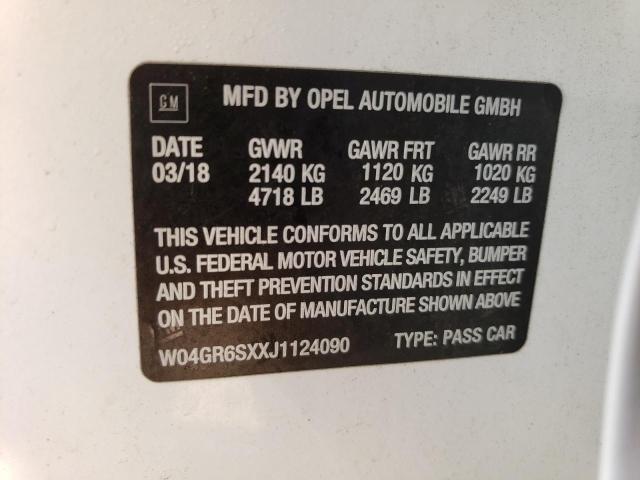 GM MFD BY OPEL AUTOMOBILE GMBH
DATE GVWR GAWR FRT GAWR RR
03/18 2140 KG 1120 KG 1020 KG
4718 LB 2469 LB 2249 LB
THIS VEHICLE CONFORMS TO ALL APPLICABLE
U.S. FEDERAL MOTOR VEHICLE SAFETY, BUMPER
AND THEFT PREVENTION STANDARDS IN EFFECT
ON THE DATE OF MANUFACTURE SHOWN ABOVE
W04GR6SXXJ1124090 TYPE: PASS CAR